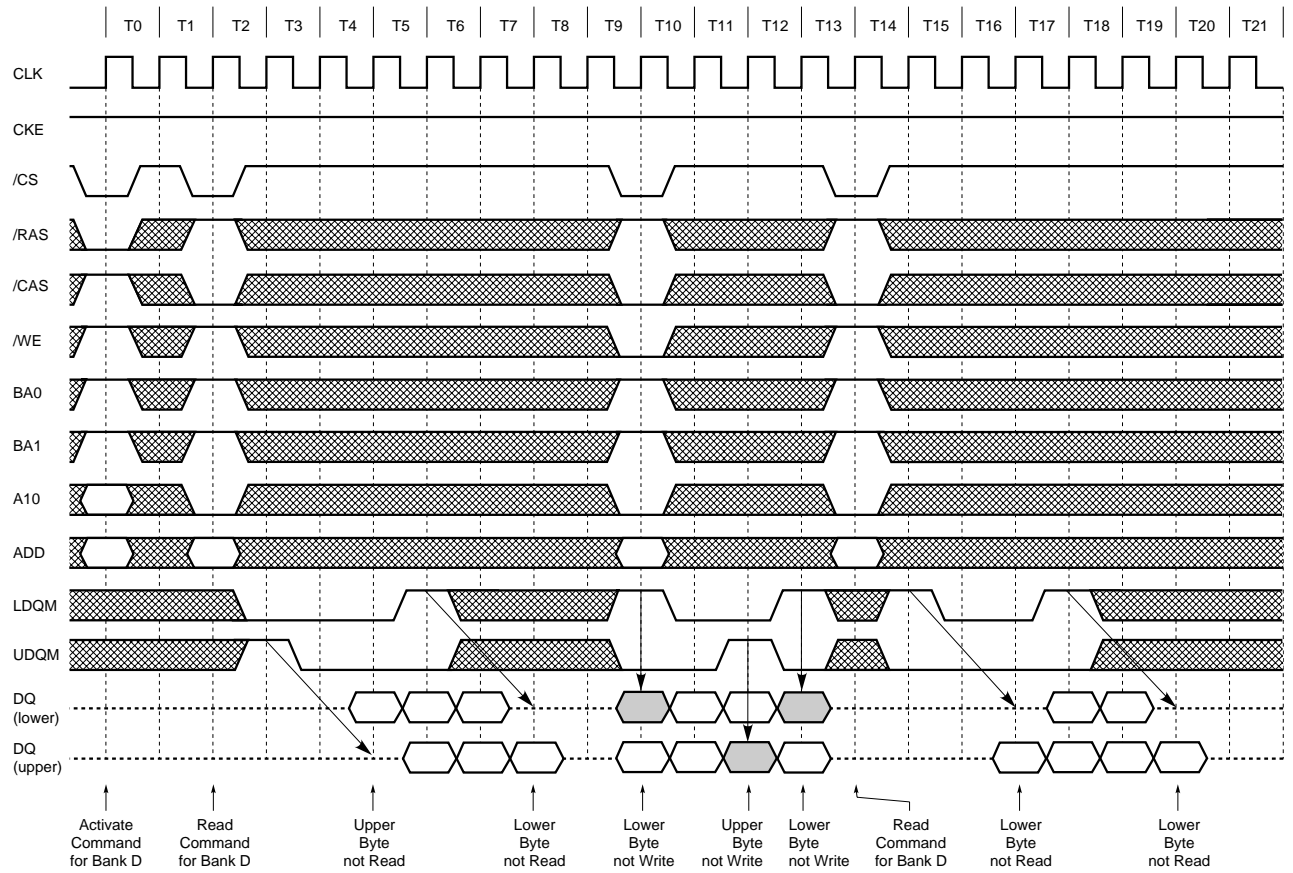 T0 T1 T2 T3 T4 T5 T6 T7 T8 T9 T10 T11 T12 T13 T14 T15 T16 T17 T18 T19 T20 T21
CLK
CKE
/CS
/RAS
/CAS
/WE
BA0
BA1
A10
ADD
LDQM
UDQM
DQ
(lower)
DQ
(upper)
Activate
Command
for Bank D
Read
Command
for Bank D
Upper
Byte
not Read
Lower
Byte
not Read
Lower
Byte
not Write
Upper
Byte
not Write
Lower
Byte
not Write
Read
Command
for Bank D
Lower
Byte
not Read
Lower
Byte
not Read